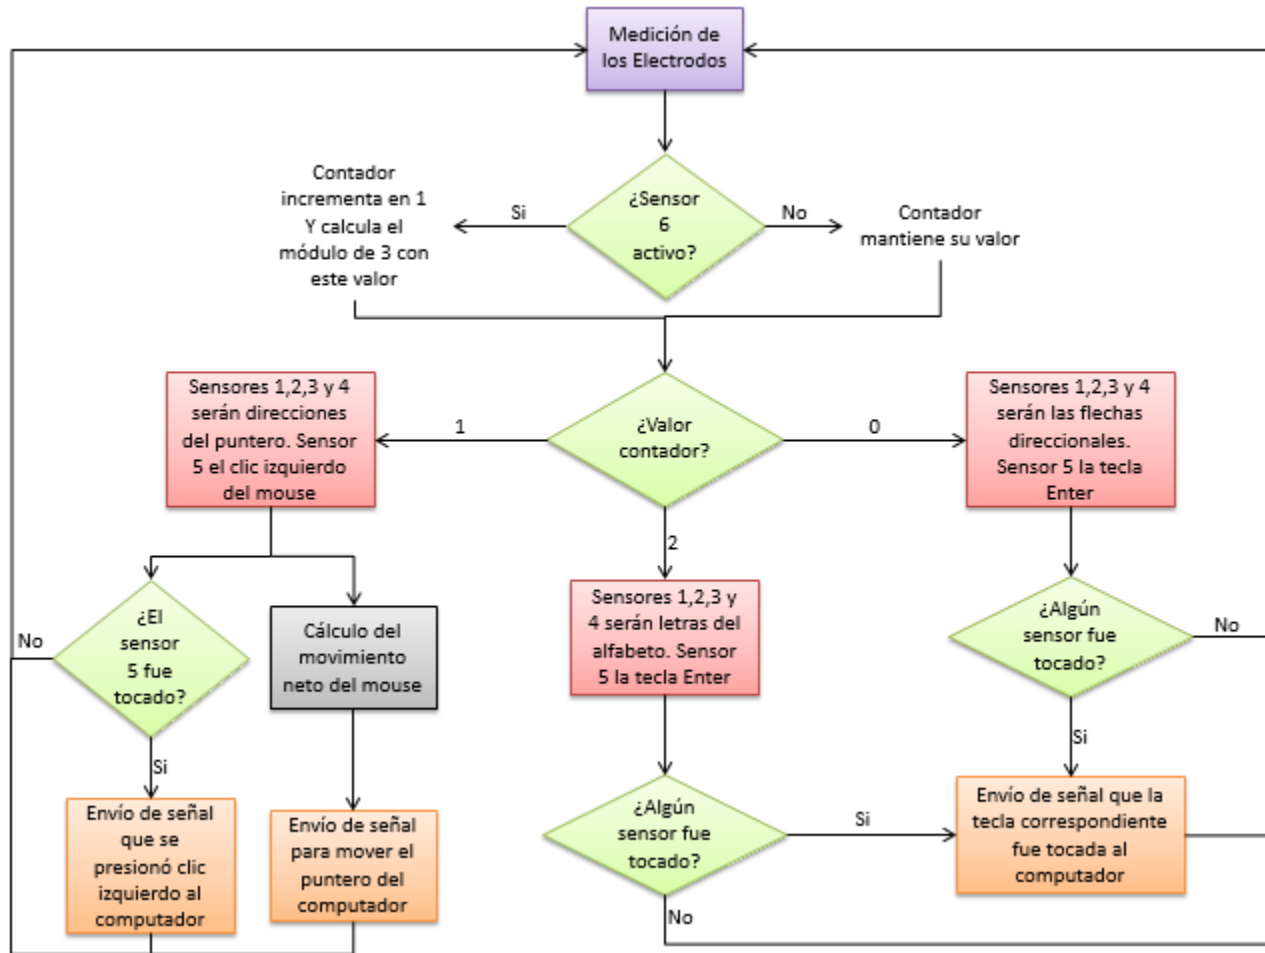 Medición de
los Electrodos
¿Sensor
6
activo?
Si
No
Contador
incrementa en 1
Y calcula el
módulo de 3 con
este valor
Contador
mantiene su valor
¿Valor
contador?
1
0
2
Sensores 1,2,3 y 4
serán direcciones
del puntero. Sensor
5 el clic izquierdo
del mouse
Sensores 1,2,3 y 4
serán las flechas
direccionales.
Sensor 5 la tecla
Enter
Sensores 1,2,3 y
4 serán letras del
alfabeto. Sensor
5 la tecla Enter
¿El
sensor
5 fue
tocado?
No
Si
Cálculo del
movimiento
neto del mouse
¿Algún
sensor fue
tocado?
No
Si
Envío de señal
que se
presionó clic
izquierdo al
computador
Envío de señal
para mover el
puntero del
computador
¿Algún
sensor fue
tocado?
Si
No
Envío de señal que la
tecla correspondiente
fue tocada al
computador